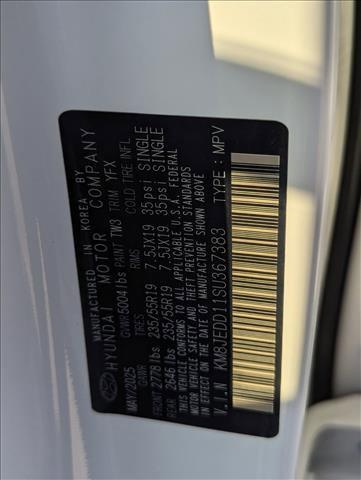 MANUFACTURED IN KOREA BY
HYUNDAI MOTOR COMPANY
MAY/2025 GVWR 5004 lbs PAINT TW3 TRIM YFX
GAWR TIRES RIMS COLD TIRE INFL
FRONT 2778 lbs 235/55R19 7.5JX19 35psi SINGLE
REAR 2646 lbs 235/55R19 7.5JX19 35psi SINGLE
THIS VEHICLE CONFORMS TO ALL APPLICABLE U.S.A. FEDERAL
MOTOR VEHICLE SAFETY AND THEFT PREVENTION STANDARDS
IN EFFECT ON THE DATE OF MANUFACTURE SHOWN ABOVE
V.I.N KM8JEDD11SU367383 TYPE: MPV